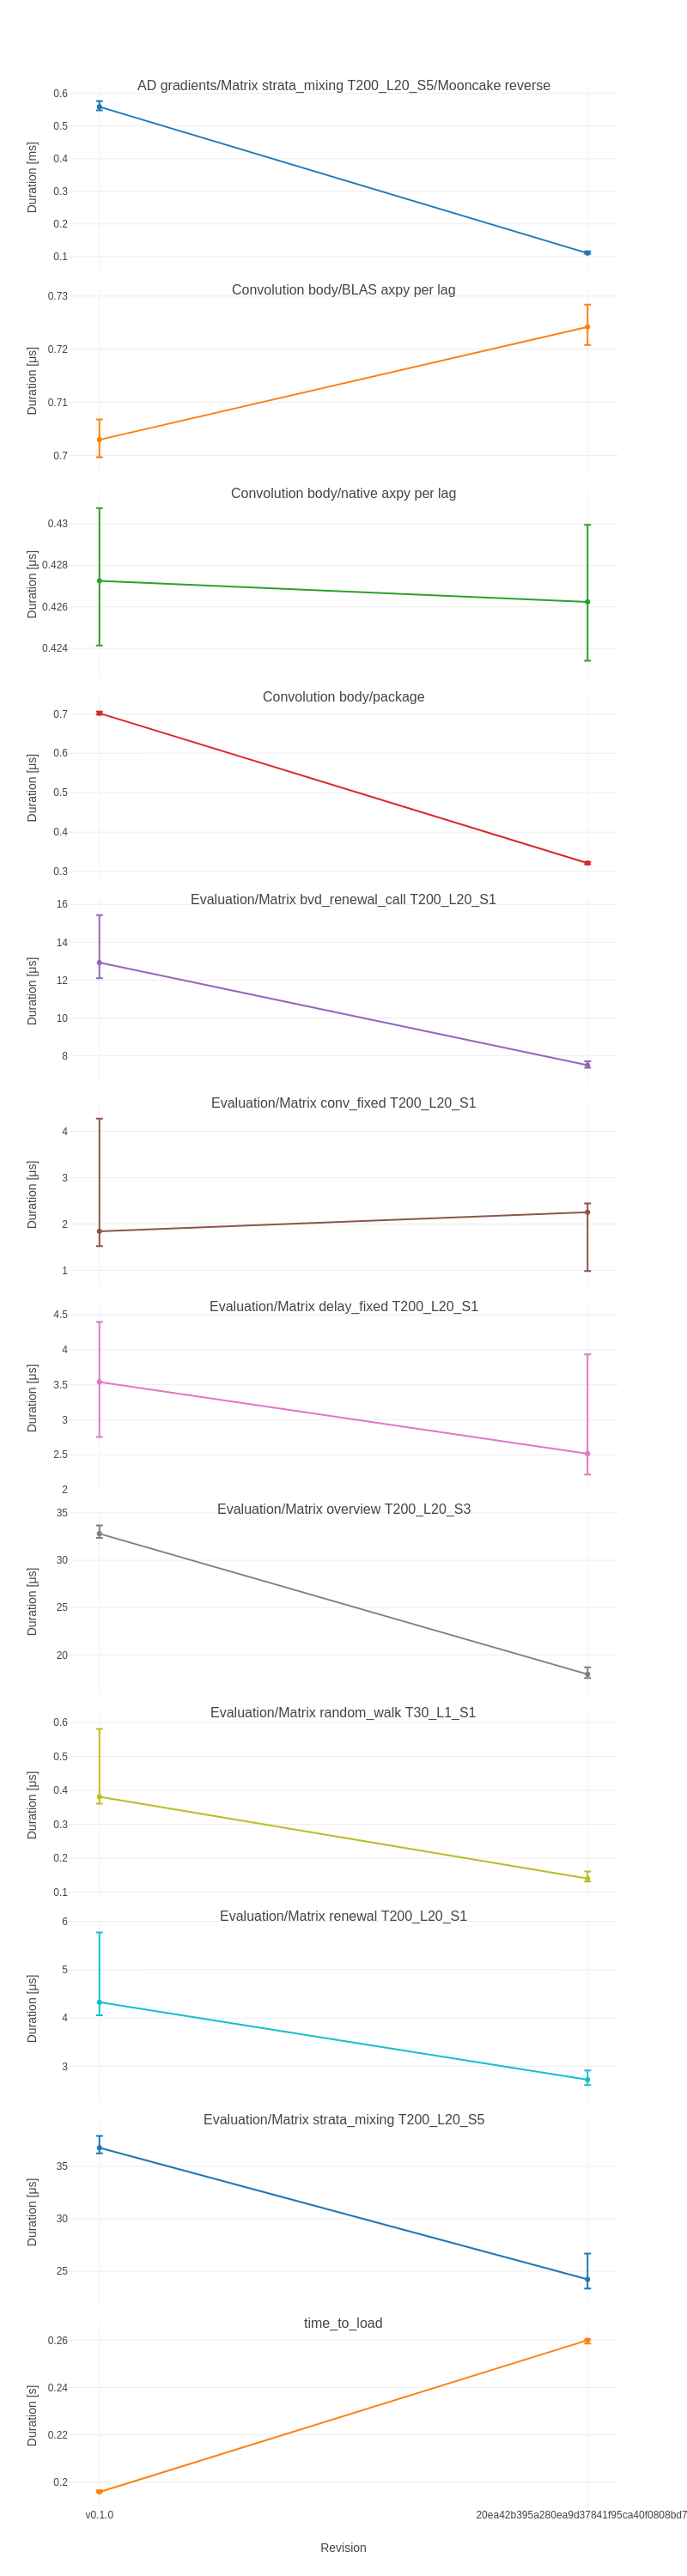 AD gradients/Matrix strata_mixing T200_L20_S5/Mooncake reverse
0.6
0.5
0.4
0.3
0.2
0.1
Duration [ms]
Convolution body/BLAS axpy per lag
0.73
0.72
0.71
0.7
Duration [μs]
Convolution body/native axpy per lag
0.43
0.428
0.426
0.424
Duration [μs]
Convolution body/package
0.7
0.6
0.5
0.4
0.3
Duration [μs]
Evaluation/Matrix bvd_renewal_call T200_L20_S1
16
14
12
10
8
Duration [μs]
Evaluation/Matrix conv_fixed T200_L20_S1
4
3
2
1
Duration [μs]
Evaluation/Matrix delay_fixed T200_L20_S1
4.5
4
3.5
3
2.5
2
Duration [μs]
Evaluation/Matrix overview T200_L20_S3
35
30
25
20
Duration [μs]
Evaluation/Matrix random_walk T30_L1_S1
0.6
0.5
0.4
0.3
0.2
0.1
Duration [μs]
Evaluation/Matrix renewal T200_L20_S1
6
5
4
3
Duration [μs]
Evaluation/Matrix strata_mixing T200_L20_S5
35
30
25
Duration [μs]
time_to_load
0.26
0.24
0.22
0.2
Duration [s]
v0.1.0
20ea42b395a280ea9d37841f95ca40f0808bd7
Revision